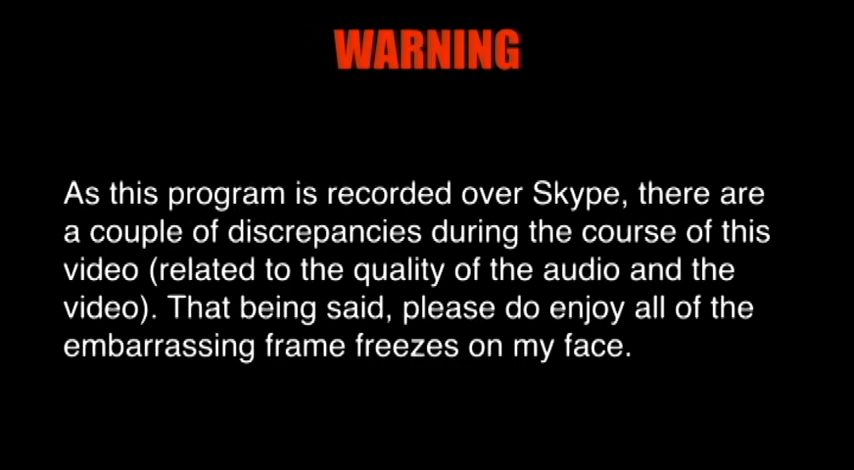 WARNING
As this program is recorded over Skype, there are
a couple of discrepancies during the course of this
video (related to the quality of the audio and the
video). That being said, please do enjoy all of the
embarrassing frame freezes on my face.